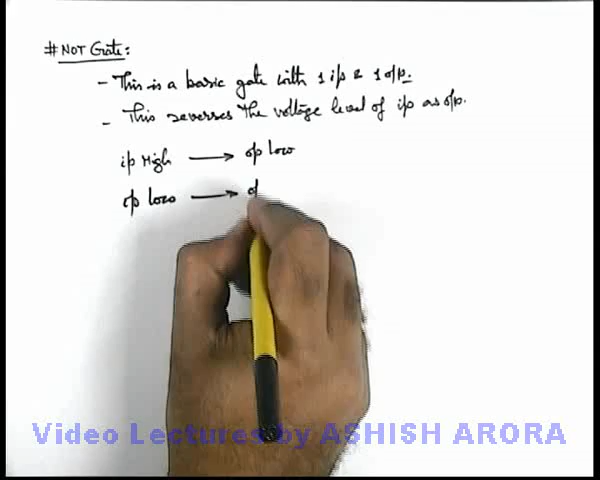 # NOT Gate:
- This is a basic gate with 1 i/p & 1 o/p.
- This reverses the voltage level of i/p as o/p.
i/p High → o/p low
i/p low → o/
Video Lectures by ASHISH ARORA